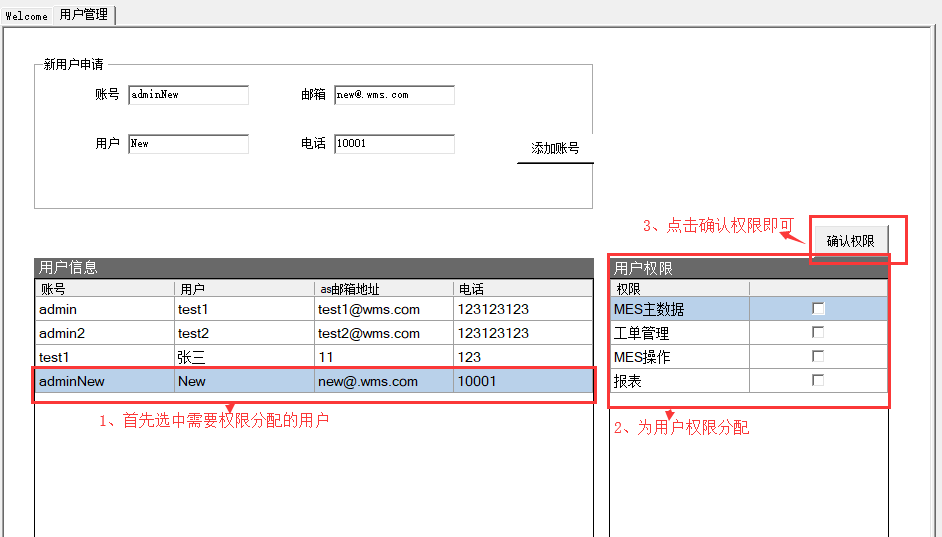 Welcome 用户管理
新用户申请
账号 adminNew 邮箱 new@.wms.com
用户 New 电话 10001
添加账号
3、点击确认权限即可
确认权限
用户信息
账号 用户 as邮箱地址 电话
admin test1 test1@wms.com 123123123
admin2 test2 test2@wms.com 123123123
test1 张三 11 123
adminNew New new@.wms.com 10001
1、首先选中需要权限分配的用户
用户权限
权限
MES主数据
工单管理
MES操作
报表
2、为用户权限分配